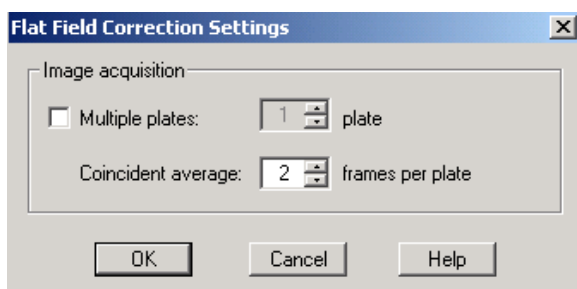 Flat Field Correction Settings
Image acquisition
Multiple plates: 1 plate
Coincident average: 2 frames per plate
OK Cancel Help